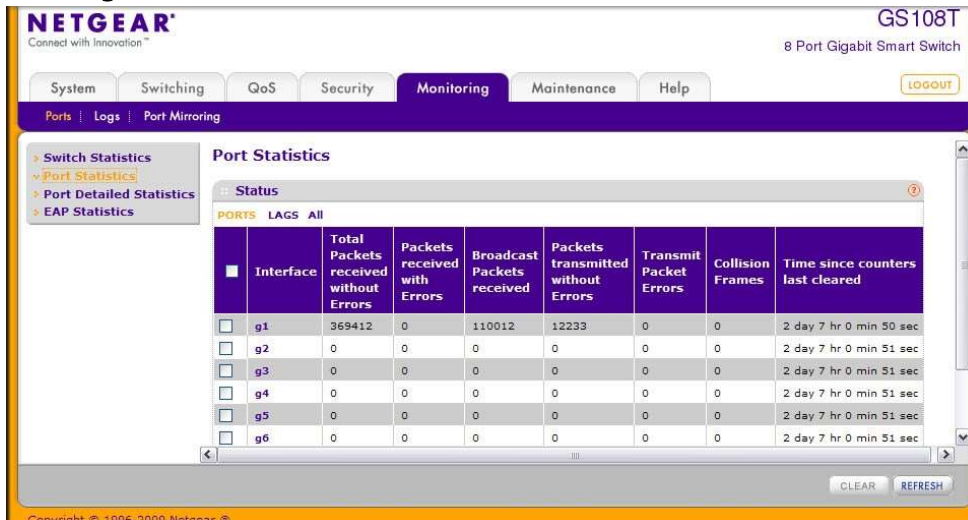 NETGEAR®
Connect with Innovation™
GS108T
8 Port Gigabit Smart Switch
System Switching QoS Security Monitoring Maintenance Help LOGOUT
Ports Logs Port Mirroring
Switch Statistics
Port Statistics
Port Detailed Statistics
EAP Statistics
Port Statistics
Status
PORTS LAGS All
Interface Total Packets received without Errors Packets received with Errors Broadcast Packets received Packets transmitted without Errors Transmit Packet Errors Collision Frames Time since counters last cleared
g1 369412 0 110012 12233 0 0 2 day 7 hr 0 min 50 sec
g2 0 0 0 0 0 0 2 day 7 hr 0 min 51 sec
g3 0 0 0 0 0 0 2 day 7 hr 0 min 51 sec
g4 0 0 0 0 0 0 2 day 7 hr 0 min 51 sec
g5 0 0 0 0 0 0 2 day 7 hr 0 min 51 sec
g6 0 0 0 0 0 0 2 day 7 hr 0 min 51 sec
CLEAR REFRESH
Copyright © 1996-2009 Netgear ®